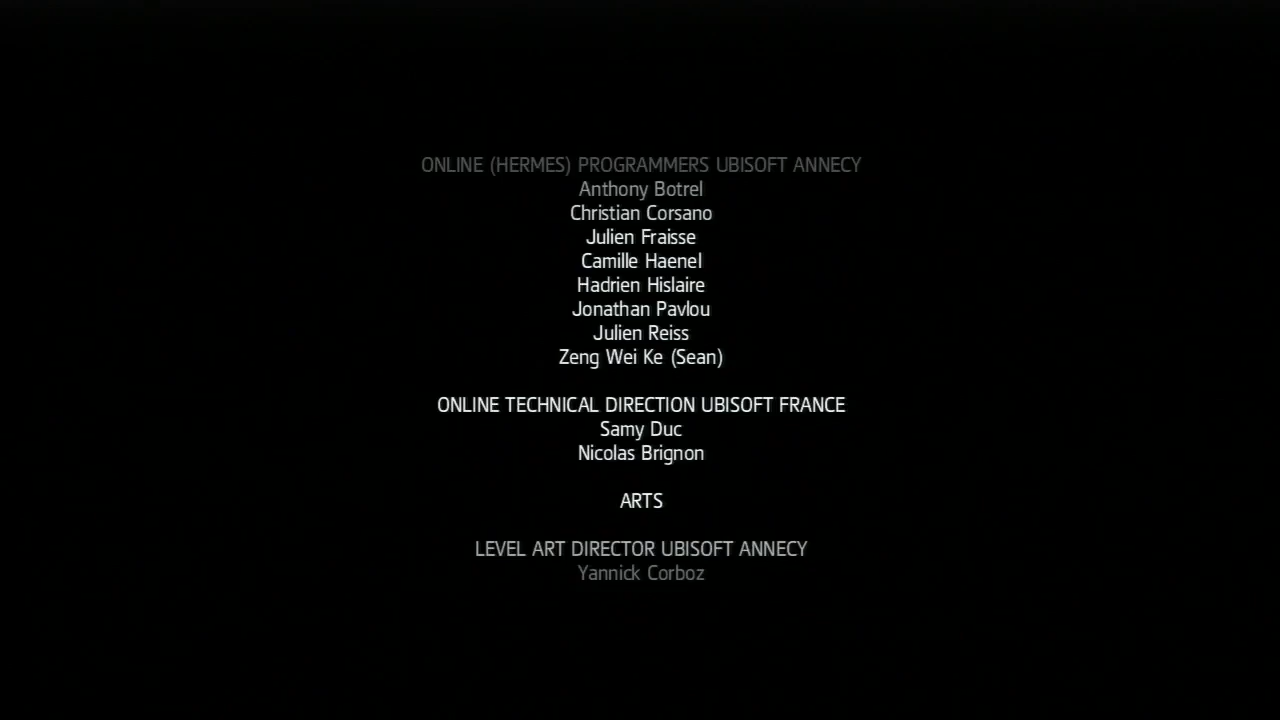 ONLINE (HERMES) PROGRAMMERS UBISOFT ANNECY
Anthony Botrel
Christian Corsano
Julien Fraisse
Camille Haenel
Hadrien Hislaire
Jonathan Pavlou
Julien Reiss
Zeng Wei Ke (Sean)
ONLINE TECHNICAL DIRECTION UBISOFT FRANCE
Samy Duc
Nicolas Brignon
ARTS
LEVEL ART DIRECTOR UBISOFT ANNECY
Yannick Corboz